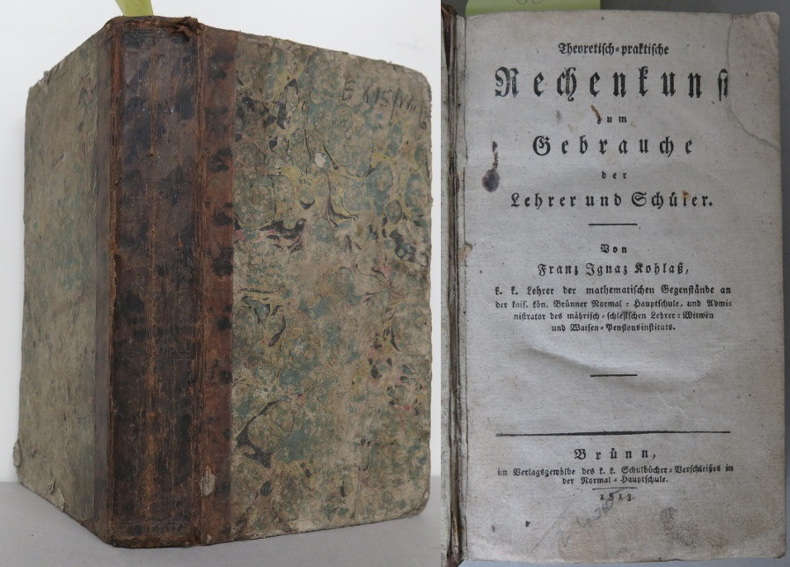 E 815/
Theoretisch-praktische
Rechenkunst
zum
Gebrauche
der
Lehrer und Schüler.
Von
Franz Ignaz Kohlaß,
k. k. Lehrer der mathematischen Gegenstände an
der kais. kön. Brünner Normal-Hauptschule, und Admi-
nistrator des mährisch-schlesischen Lehrer-Witwen
und Waisen-Pensionsinstituts.
Brünn,
im Verlagsgewölbe des k. k. Schulbücher-Verschleißes in
der Normal-Hauptschule.
1813.